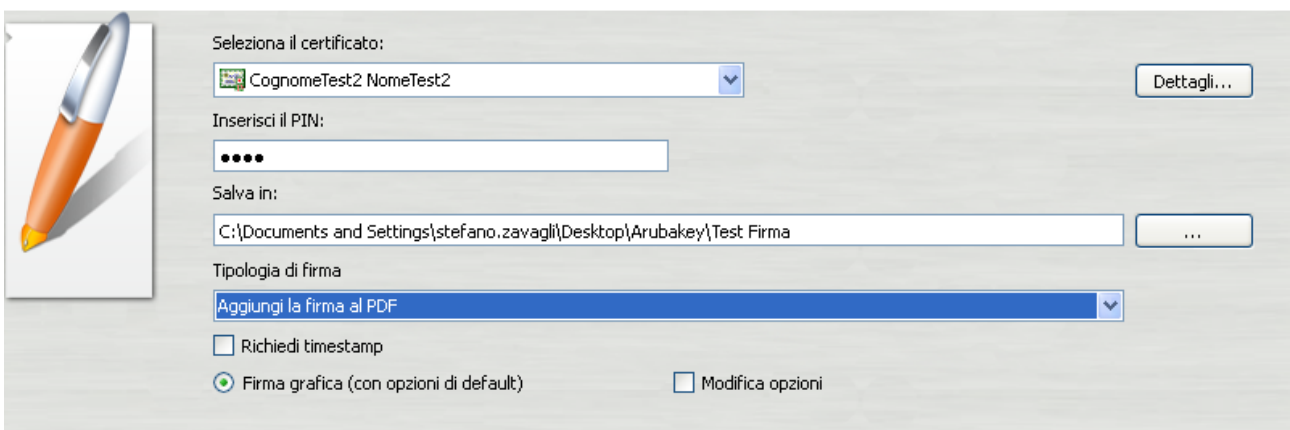 Seleziona il certificato:
CognomeTest2 NomeTest2
Dettagli...
Inserisci il PIN:
••••
Salva in:
C:\Documents and Settings\stefano.zavagli\Desktop\Arubakey\Test Firma
...
Tipologia di firma
Aggiungi la firma al PDF
Richiedi timestamp
Firma grafica (con opzioni di default)
Modifica opzioni